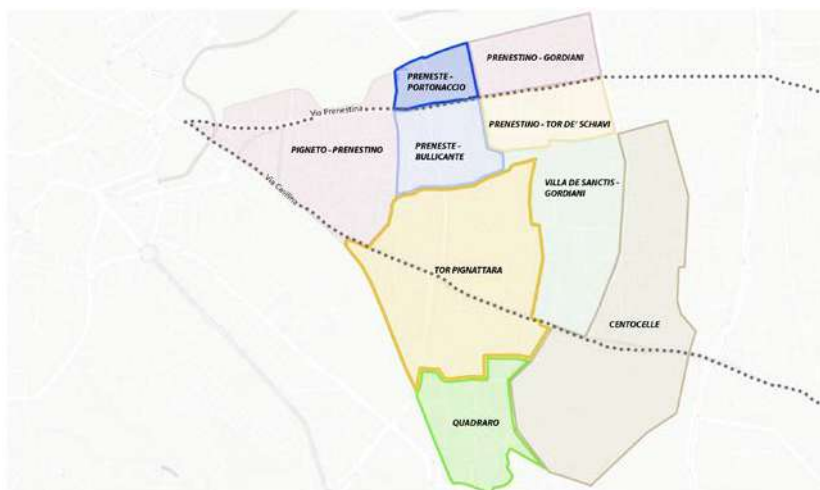 PRENESTINO - GORDIANI
PRENESTE -
PORTONACCIO
Via Prenestina
PRENESTINO - TOR DE' SCHIAVI
PIGNETO - PRENESTINO
PRENESTE -
BULLICANTE
Via Casilina
VILLA DE SANCTIS -
GORDIANI
TOR PIGNATTARA
CENTOCELLE
QUADRARO